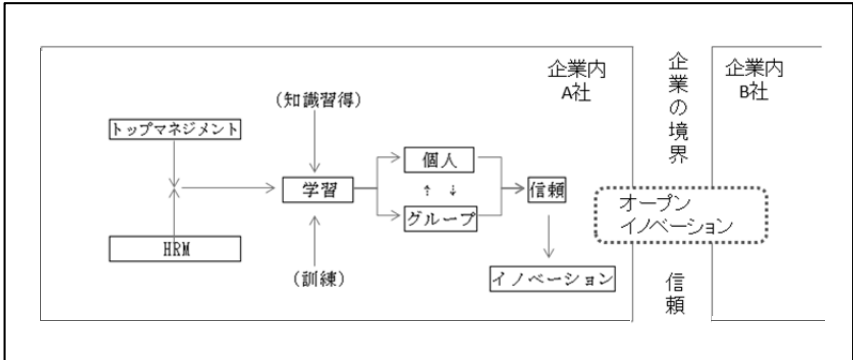 企業内
A社
企業の境界
企業内
B社
(知識習得)
トップマネジメント
個人
学習
↑ ↓
信頼
グループ
HRM
(訓練)
イノベーション
オープン
イノベーション
信頼